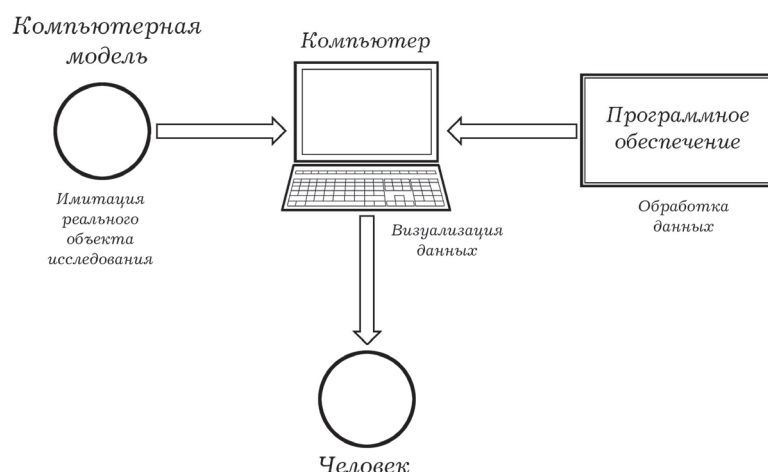 Компьютерная
модель
Компьютер
Программное
обеспечение
Имитация
реального
объекта
исследования
Обработка
данных
Визуализация
данных
Человек